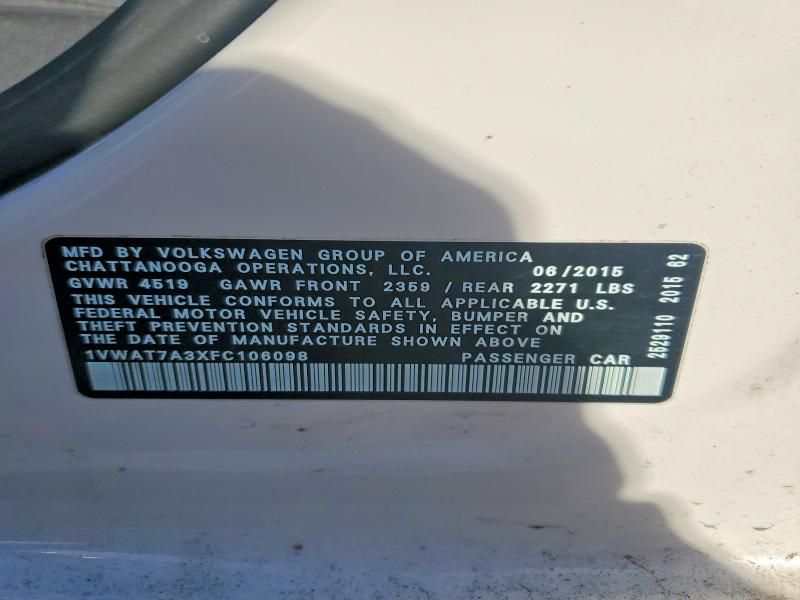 MFD BY VOLKSWAGEN GROUP OF AMERICA
CHATTANOOGA OPERATIONS, LLC. 06/2015
GVWR 4519 GAWR FRONT 2359 / REAR 2271 LBS
THIS VEHICLE CONFORMS TO ALL APPLICABLE U.S.
FEDERAL MOTOR VEHICLE SAFETY, BUMPER AND
THEFT PREVENTION STANDARDS IN EFFECT ON
THE DATE OF MANUFACTURE SHOWN ABOVE
1VWAT7A3XFC106098 PASSENGER CAR
2529110 2015 62